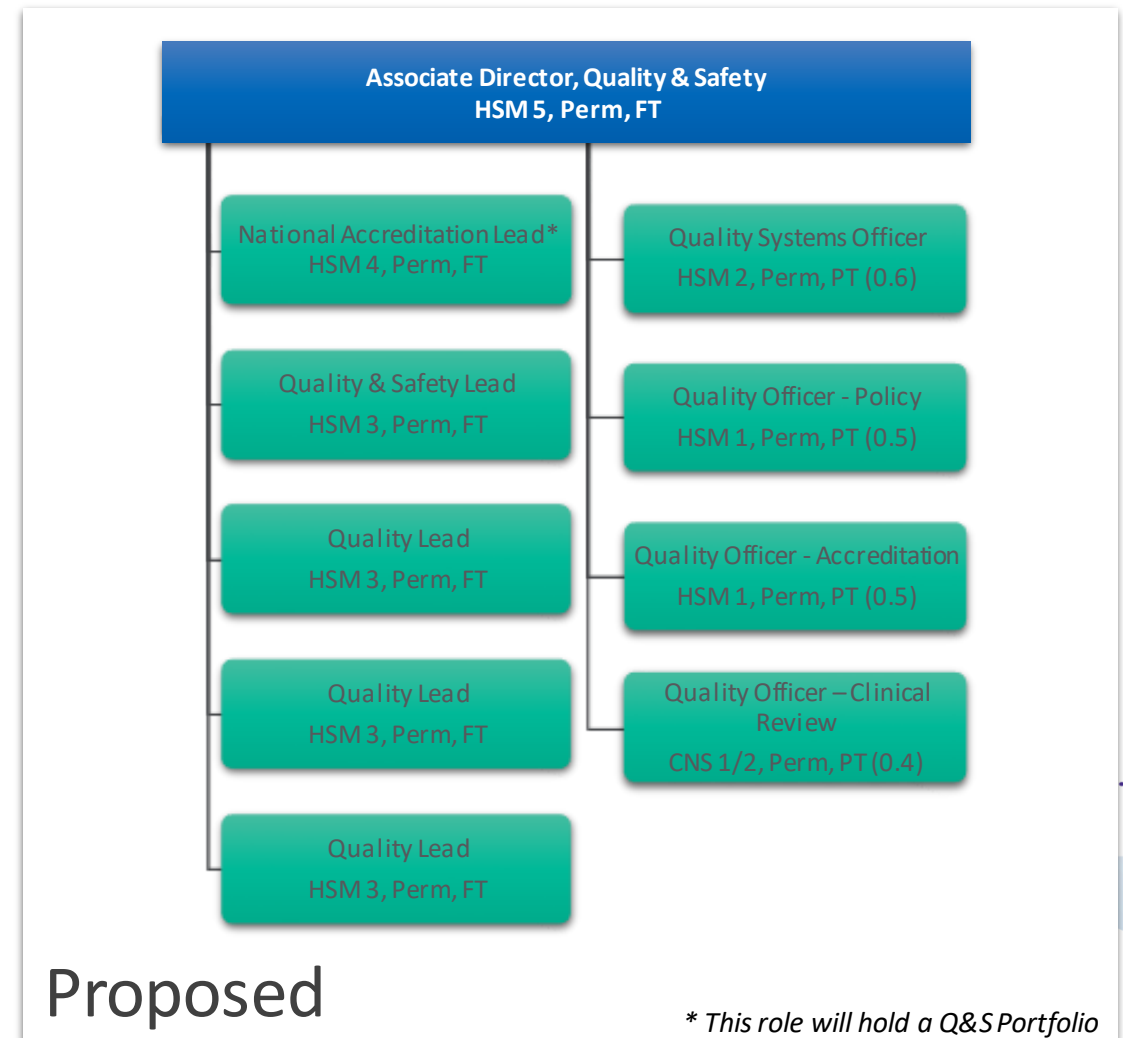 Associate Director, Quality & Safety
HSM 5, Perm, FT
National Accreditation Lead*
HSM 4, Perm, FT
Quality & Safety Lead
HSM 3, Perm, FT
Quality Lead
HSM 3, Perm, FT
Quality Lead
HSM 3, Perm, FT
Quality Lead
HSM 3, Perm, FT
Quality Systems Officer
HSM 2, Perm, PT (0.6)
Quality Officer - Policy
HSM 1, Perm, PT (0.5)
Quality Officer - Accreditation
HSM 1, Perm, PT (0.5)
Quality Officer – Clinical
Review
CNS 1/2, Perm, PT (0.4)
Proposed
* This role will hold a Q&S Portfolio